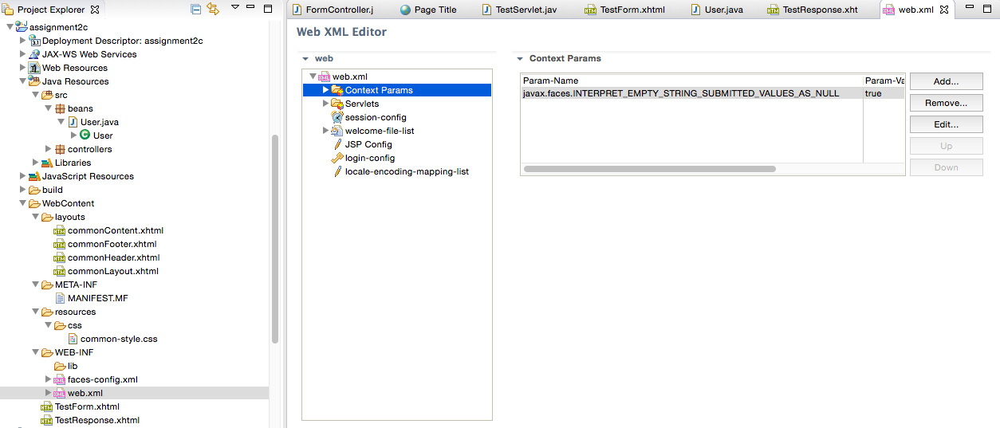 Project Explorer
assignment2c
Deployment Descriptor: assignment2c
JAX-WS Web Services
Web Resources
Java Resources
src
beans
User.java
User
controllers
Libraries
JavaScript Resources
build
WebContent
layouts
commonContent.xhtml
commonFooter.xhtml
commonHeader.xhtml
commonLayout.xhtml
META-INF
MANIFEST.MF
resources
css
common-style.css
WEB-INF
lib
faces-config.xml
web.xml
TestForm.xhtml
TestResponse.xhtml
FormController.j Page Title TestServlet.jav TestForm.xhtml User.java TestResponse.xht web.xml
Web XML Editor
web
web.xml
Context Params
Servlets
session-config
welcome-file-list
JSP Config
login-config
locale-encoding-mapping-list
Context Params
Param-Name Param-Va
javax.faces.INTERPRET_EMPTY_STRING_SUBMITTED_VALUES_AS_NULL true
Add...
Remove...
Edit...
Up
Down